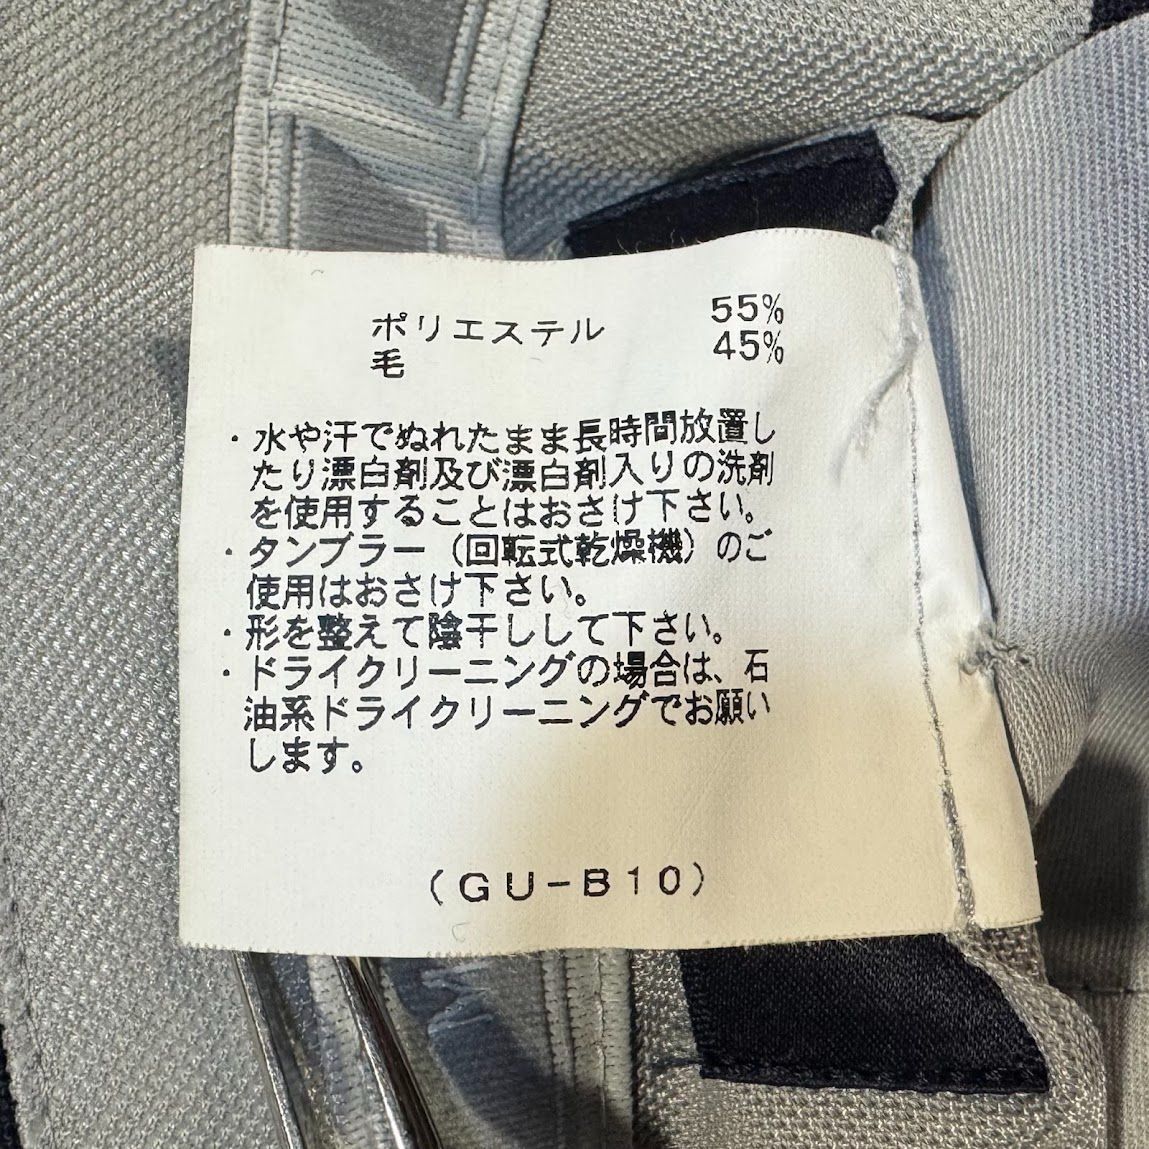 ポリエステル 55%
毛 45%
・水や汗でぬれたまま長時間放置し
たり漂白剤及び漂白剤入りの洗剤
を使用することはおさけ下さい。
・タンブラー（回転式乾燥機）のご
使用はおさけ下さい。
・形を整えて陰干しして下さい。
・ドライクリーニングの場合は、石
油系ドライクリーニングでお願い
します。
（GU-B10）